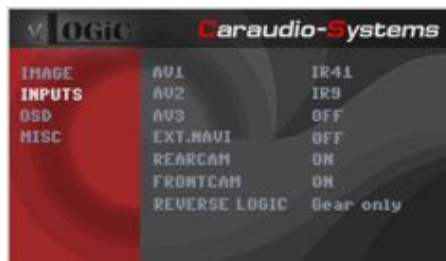 v.LOGiC Caraudio-Systems
IMAGE AV1 IR41
INPUTS AV2 IR9
OSD AV3 OFF
MISC EXT.NAVI OFF
REARCAM ON
FRONTCAM ON
REVERSE LOGIC Gear only